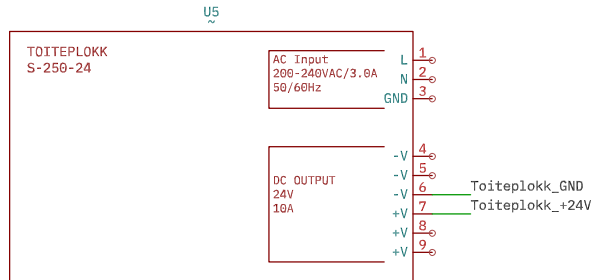 U5
~
TOITEPLOKK
S-250-24
AC Input
200-240VAC/3.0A
50/60Hz
L 1
N 2
GND 3
DC OUTPUT
24V
10A
-V 4
-V 5
-V 6 Toiteplokk_GND
+V 7 Toiteplokk_+24V
+V 8
+V 9